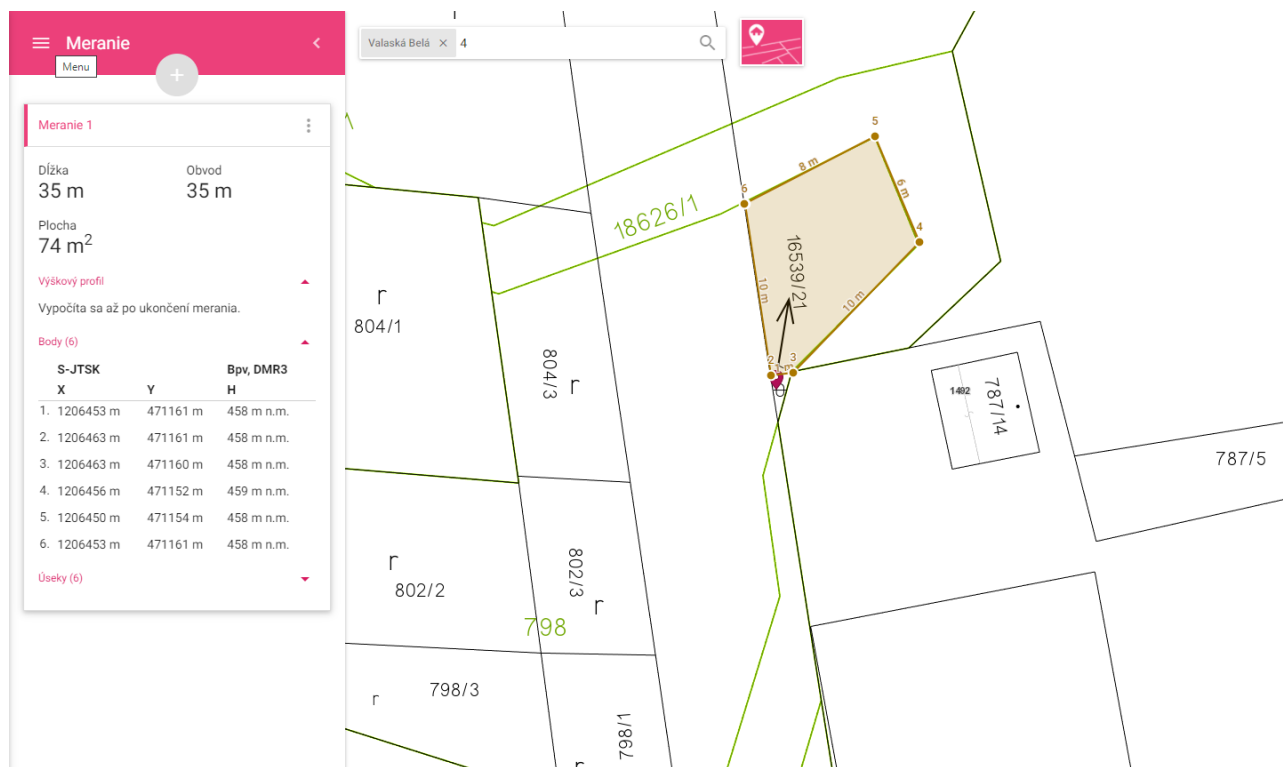 Meranie
Menu
Valaská Belá × 4
Meranie 1
Dĺžka
35 m
Obvod
35 m
Plocha
74 m²
Výškový profil
Vypočíta sa až po ukončení merania.
Body (6)
S-JTSK Bpv, DMR3
X Y H
1. 1206453 m 471161 m 458 m n.m.
2. 1206463 m 471161 m 458 m n.m.
3. 1206463 m 471160 m 458 m n.m.
4. 1206456 m 471152 m 459 m n.m.
5. 1206450 m 471154 m 458 m n.m.
6. 1206453 m 471161 m 458 m n.m.
Úseky (6)
5
8 m
6
6 m
18626/1
4
16539/21
10 m
10 m
r
804/1
804/3
r
2
3
1492
787/14
787/5
r
802/2
802/3
r
798
798/3
r
798/1
r